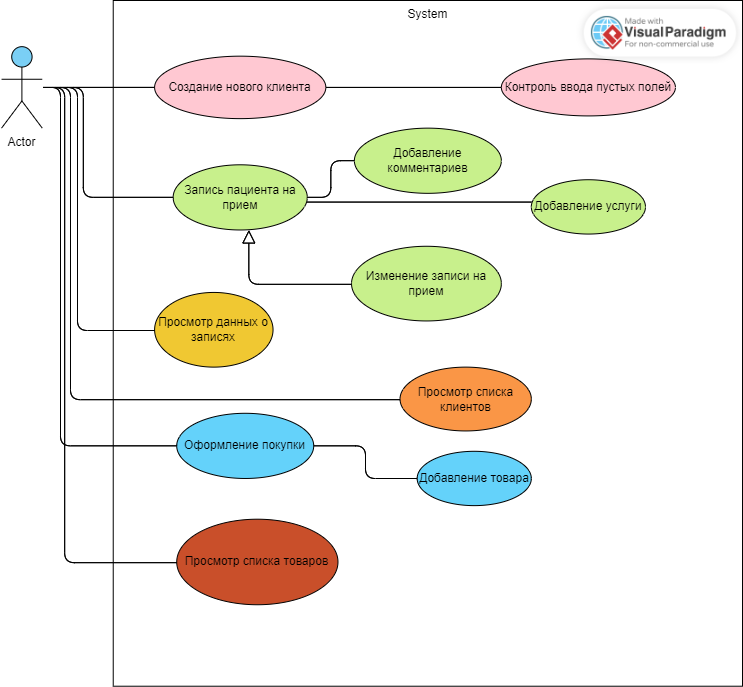 System
Made with
VisualParadigm
For non-commercial use
Actor
Создание нового клиента
Контроль ввода пустых полей
Добавление
комментариев
Запись пациента на
прием
Добавление услуги
Изменение записи на
прием
Просмотр данных о
записях
Просмотр списка
клиентов
Оформление покупки
Добавление товара
Просмотр списка товаров